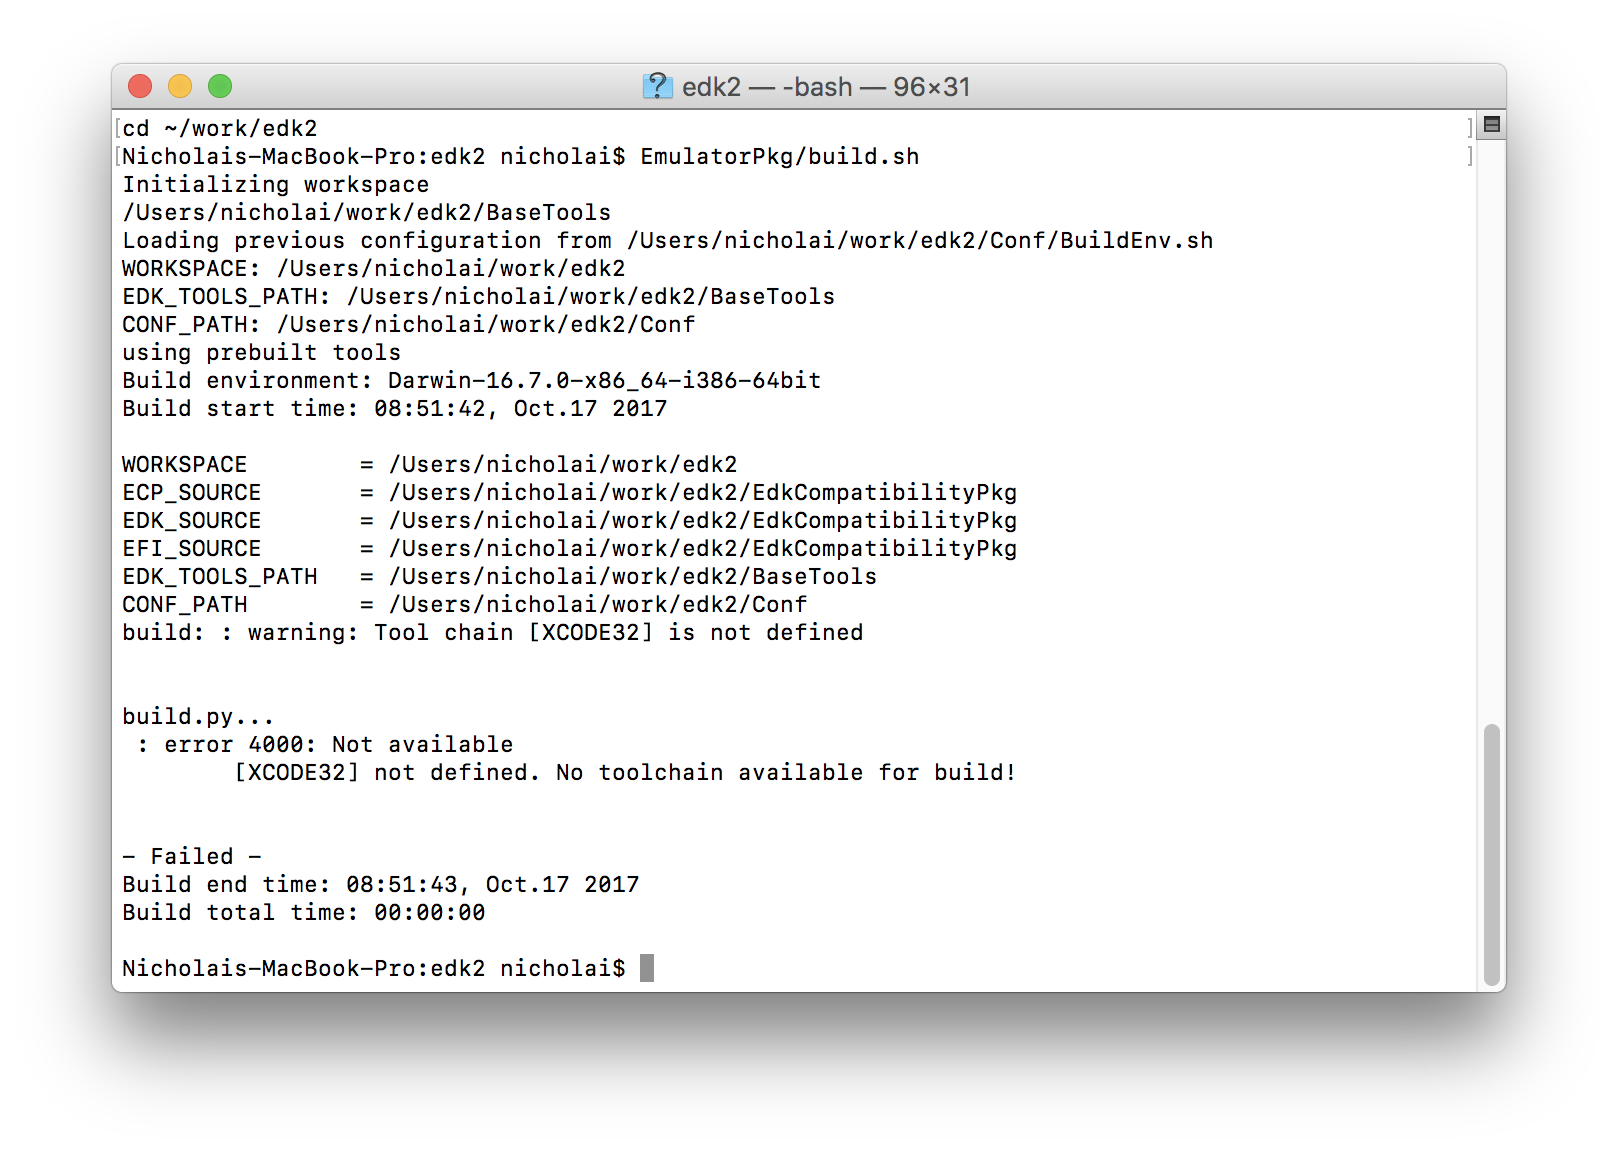 edk2 — -bash — 96×31
[cd ~/work/edk2 ]
[Nicholais-MacBook-Pro:edk2 nicholai$ EmulatorPkg/build.sh ]
Initializing workspace
/Users/nicholai/work/edk2/BaseTools
Loading previous configuration from /Users/nicholai/work/edk2/Conf/BuildEnv.sh
WORKSPACE: /Users/nicholai/work/edk2
EDK_TOOLS_PATH: /Users/nicholai/work/edk2/BaseTools
CONF_PATH: /Users/nicholai/work/edk2/Conf
using prebuilt tools
Build environment: Darwin-16.7.0-x86_64-i386-64bit
Build start time: 08:51:42, Oct.17 2017
WORKSPACE        = /Users/nicholai/work/edk2
ECP_SOURCE       = /Users/nicholai/work/edk2/EdkCompatibilityPkg
EDK_SOURCE       = /Users/nicholai/work/edk2/EdkCompatibilityPkg
EFI_SOURCE       = /Users/nicholai/work/edk2/EdkCompatibilityPkg
EDK_TOOLS_PATH   = /Users/nicholai/work/edk2/BaseTools
CONF_PATH        = /Users/nicholai/work/edk2/Conf
build: : warning: Tool chain [XCODE32] is not defined
build.py...
 : error 4000: Not available
        [XCODE32] not defined. No toolchain available for build!
- Failed -
Build end time: 08:51:43, Oct.17 2017
Build total time: 00:00:00
Nicholais-MacBook-Pro:edk2 nicholai$